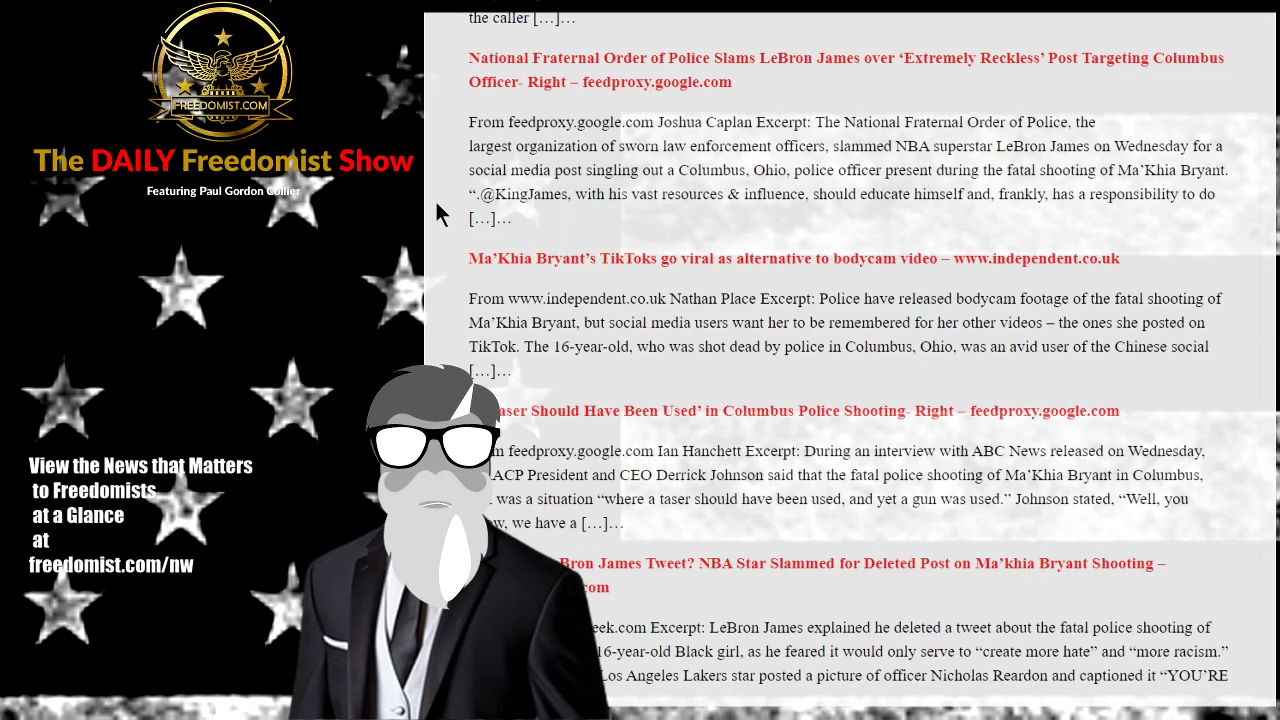 FREEDOMIST.COM
The DAILY Freedomist Show
Featuring Paul Gordon Collier
View the News that Matters
to Freedomists
at a Glance
at
freedomist.com/nw
the caller […]…
National Fraternal Order of Police Slams LeBron James over ‘Extremely Reckless’ Post Targeting Columbus
Officer- Right – feedproxy.google.com
From feedproxy.google.com Joshua Caplan Excerpt: The National Fraternal Order of Police, the
largest organization of sworn law enforcement officers, slammed NBA superstar LeBron James on Wednesday for a
social media post singling out a Columbus, Ohio, police officer present during the fatal shooting of Ma’Khia Bryant.
“.@KingJames, with his vast resources & influence, should educate himself and, frankly, has a responsibility to do
[…]…
Ma’Khia Bryant’s TikToks go viral as alternative to bodycam video – www.independent.co.uk
From www.independent.co.uk Nathan Place Excerpt: Police have released bodycam footage of the fatal shooting of
Ma’Khia Bryant, but social media users want her to be remembered for her other videos – the ones she posted on
TikTok. The 16-year-old, who was shot dead by police in Columbus, Ohio, was an avid user of the Chinese social
[…]…
Should Have Been Used’ in Columbus Police Shooting- Right – feedproxy.google.com
feedproxy.google.com Ian Hanchett Excerpt: During an interview with ABC News released on Wednesday,
ACP President and CEO Derrick Johnson said that the fatal police shooting of Ma’Khia Bryant in Columbus,
was a situation “where a taser should have been used, and yet a gun was used.” Johnson stated, “Well, you
we have a […]…
Bron James Tweet? NBA Star Slammed for Deleted Post on Ma’khia Bryant Shooting –
com
eek.com Excerpt: LeBron James explained he deleted a tweet about the fatal police shooting of
16-year-old Black girl, as he feared it would only serve to “create more hate” and “more racism.”
Los Angeles Lakers star posted a picture of officer Nicholas Reardon and captioned it “YOU’RE